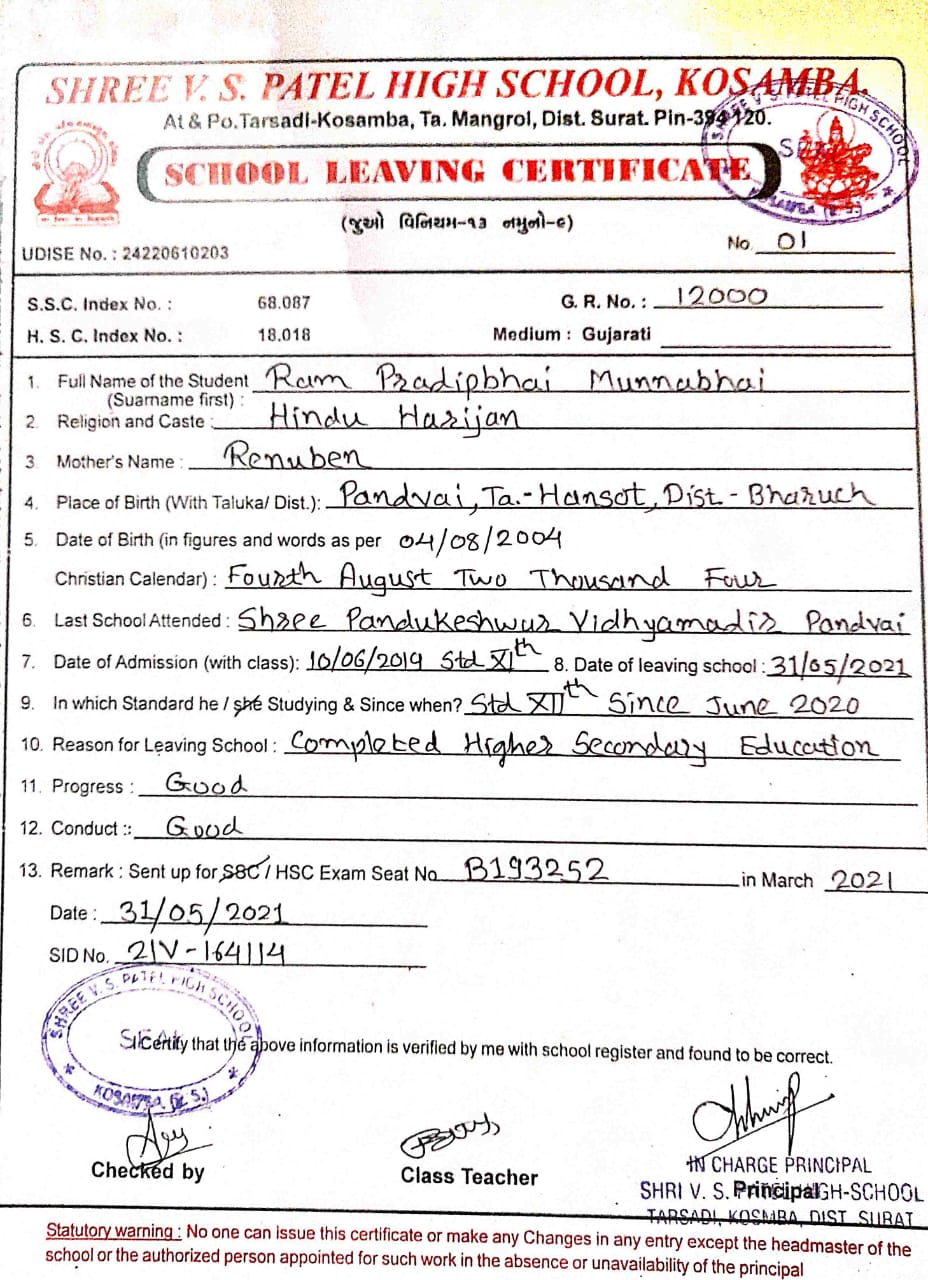 SHREE V. S. PATEL HIGH SCHOOL, KOSAMBA.
At & Po.Tarsadi-Kosamba, Ta. Mangrol, Dist. Surat. Pin-394 120.
SHREE V. S. PATEL HIGH SCHOOL
SCHOOL LEAVING CERTIFICATE
KOSAMBA
(જુઓ વિનિયમ-૧૩ નમુનો-૯)
No. 01
UDISE No. : 24220610203
S.S.C. Index No. : 68.087 G. R. No. : 12000
H. S. C. Index No. : 18.018 Medium : Gujarati
1. Full Name of the Student Ram Pradipbhai Munnabhai
(Suarname first) :
2. Religion and Caste : Hindu Harijan
3. Mother's Name : Renuben
4. Place of Birth (With Taluka/ Dist.): Pandvai, Ta.-Hansot, Dist.- Bharuch
5. Date of Birth (in figures and words as per 04/08/2004
Christian Calendar) : Fourth August Two Thousand Four
6. Last School Attended : Shree Pandukeshwur Vidhyamadir Pandvai
7. Date of Admission (with class): 10/06/2019 Std XIth 8. Date of leaving school : 31/05/2021
9. In which Standard he / she Studying & Since when? Std XIIth Since June 2020
10. Reason for Leaving School : Completed Higher Secondary Education
11. Progress : Good
12. Conduct :: Good
13. Remark : Sent up for SSC / HSC Exam Seat No B193252 in March 2021
Date : 31/05/2021
SID No. 21V-164114
SHREE V. S. PATEL HIGH SCHOOL
SEAL
I Certify that the above information is verified by me with school register and found to be correct.
KOSAMBA. (W. S.)
Checked by
Class Teacher
IN CHARGE PRINCIPAL
Principal
SHRI V. S. HIGH-SCHOOL
TARSADI, KOSMBA, DIST SURAT
Statutory warning : No one can issue this certificate or make any Changes in any entry except the headmaster of the
school or the authorized person appointed for such work in the absence or unavailability of the principal